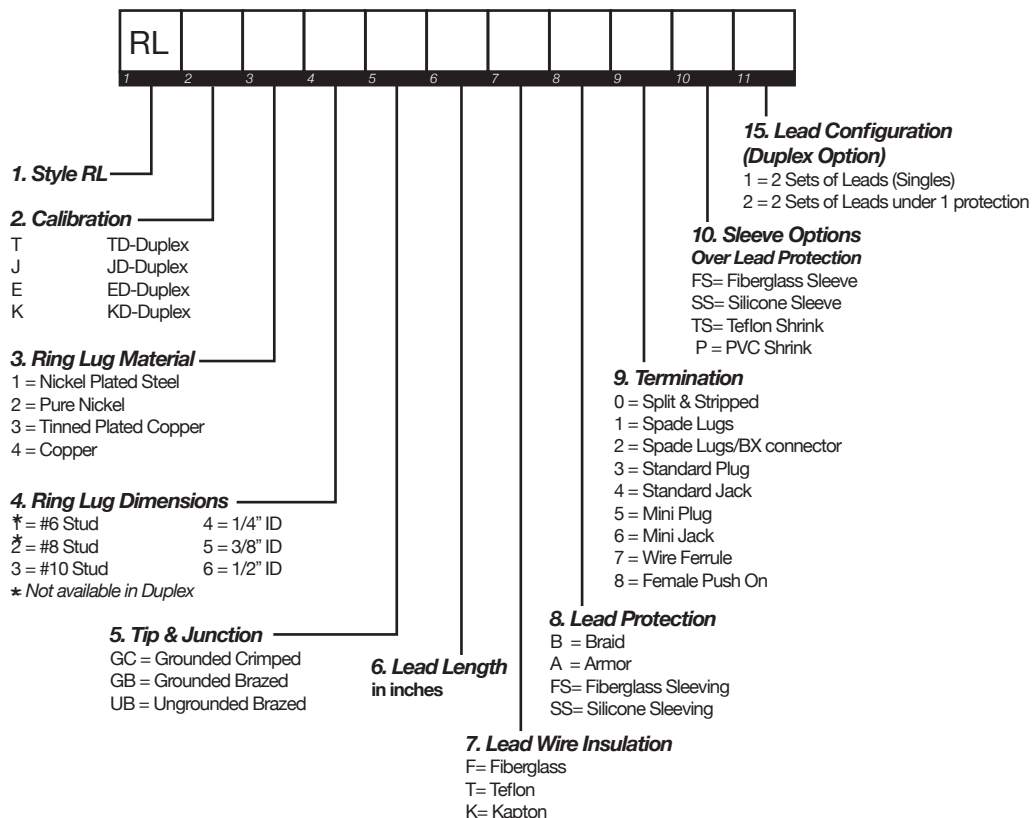 RL
1 2 3 4 5 6 7 8 9 10 11
1. Style RL
2. Calibration
T TD-Duplex
J JD-Duplex
E ED-Duplex
K KD-Duplex
3. Ring Lug Material
1 = Nickel Plated Steel
2 = Pure Nickel
3 = Tinned Plated Copper
4 = Copper
4. Ring Lug Dimensions
*1 = #6 Stud 4 = 1/4” ID
*2 = #8 Stud 5 = 3/8” ID
3 = #10 Stud 6 = 1/2” ID
* Not available in Duplex
5. Tip & Junction
GC = Grounded Crimped
GB = Grounded Brazed
UB = Ungrounded Brazed
6. Lead Length
in inches
7. Lead Wire Insulation
F= Fiberglass
T= Teflon
K= Kapton
8. Lead Protection
B = Braid
A = Armor
FS= Fiberglass Sleeving
SS= Silicone Sleeving
9. Termination
0 = Split & Stripped
1 = Spade Lugs
2 = Spade Lugs/BX connector
3 = Standard Plug
4 = Standard Jack
5 = Mini Plug
6 = Mini Jack
7 = Wire Ferrule
8 = Female Push On
10. Sleeve Options
Over Lead Protection
FS= Fiberglass Sleeve
SS= Silicone Sleeve
TS= Teflon Shrink
P = PVC Shrink
15. Lead Configuration
(Duplex Option)
1 = 2 Sets of Leads (Singles)
2 = 2 Sets of Leads under 1 protection